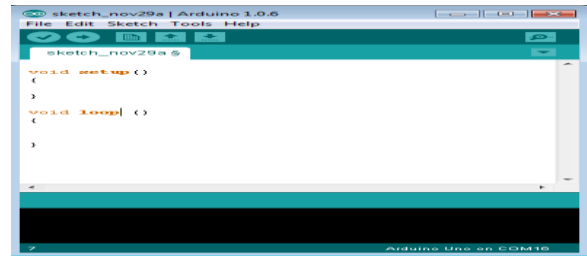 sketch_nov29a | Arduino 1.0.6
File Edit Sketch Tools Help
sketch_nov29a §
void setup()
{
}
void loop ()
{
}
7
Arduino Uno on COM16